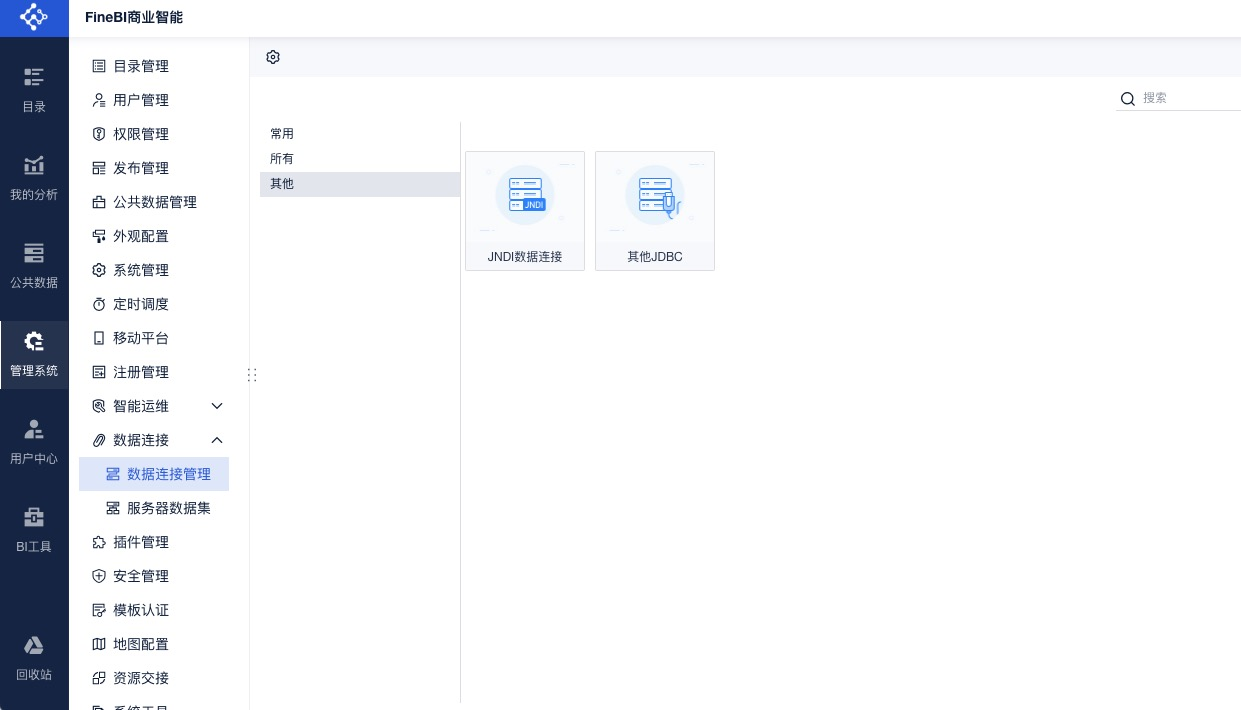 FineBI商业智能
目录
我的分析
公共数据
管理系统
用户中心
BI工具
回收站
目录管理
用户管理
权限管理
发布管理
公共数据管理
外观配置
系统管理
定时调度
移动平台
注册管理
智能运维
数据连接
数据连接管理
服务器数据集
插件管理
安全管理
模板认证
地图配置
资源交接
系统工具
搜索
常用
所有
其他
JNDI
JNDI数据连接
其他JDBC